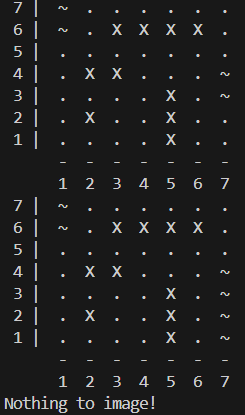 7 | ~ . . . . . .
6 | ~ . X X X X .
5 | . . . . . . .
4 | . X X . . . ~
3 | . . . . X . ~
2 | . X . . X . .
1 | . . . . X . .
- - - - - - -
1 2 3 4 5 6 7
7 | ~ . . . . . .
6 | ~ . X X X X .
5 | . . . . . . .
4 | . X X . . . ~
3 | . . . . X . ~
2 | . X . . X . ~
1 | . . . . X . ~
- - - - - - -
1 2 3 4 5 6 7
Nothing to image!